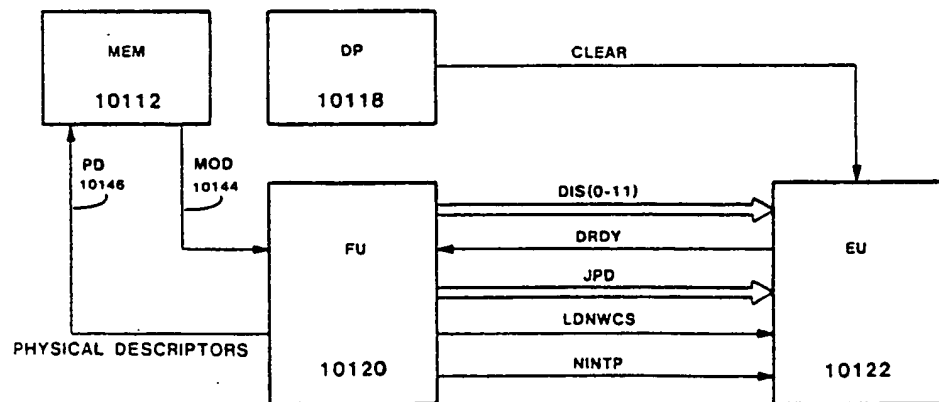 MEM
10112
DP
10118
CLEAR
PD
10146
MOD
10144
FU
10120
DIS(0-11)
DRDY
JPD
LDNWCS
NINTP
EU
10122
PHYSICAL DESCRIPTORS